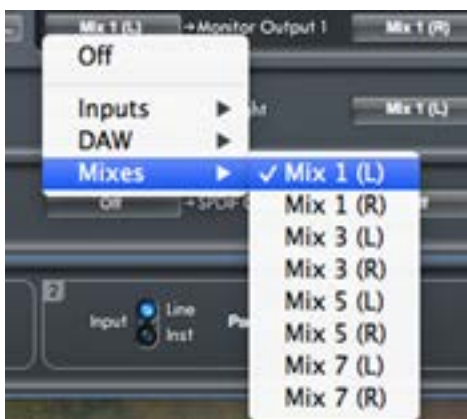 Mix 1 (L) → Monitor Output 1 Mix 1 (R)
Off
Inputs
Mix 1 (L)
DAW
Mixes ✓ Mix 1 (L)
Off → SPDIF
Mix 1 (R)
Mix 3 (L)
Mix 3 (R)
Mix 5 (L)
Mix 5 (R)
Mix 7 (L)
Mix 7 (R)
2
Input Line
Inst